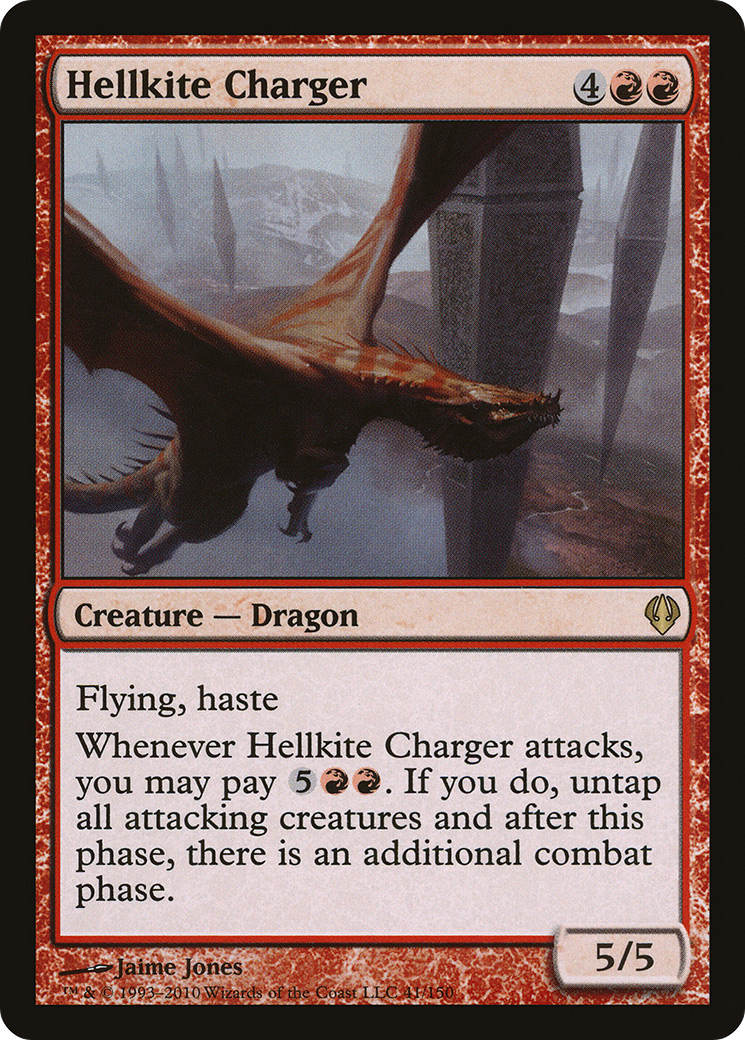 Hellkite Charger 4
Creature — Dragon
Flying, haste
Whenever Hellkite Charger attacks,
you may pay 5. If you do, untap
all attacking creatures and after this
phase, there is an additional combat
phase.
5/5
Jaime Jones
™ & © 1993–2010 Wizards of the Coast LLC 41/150